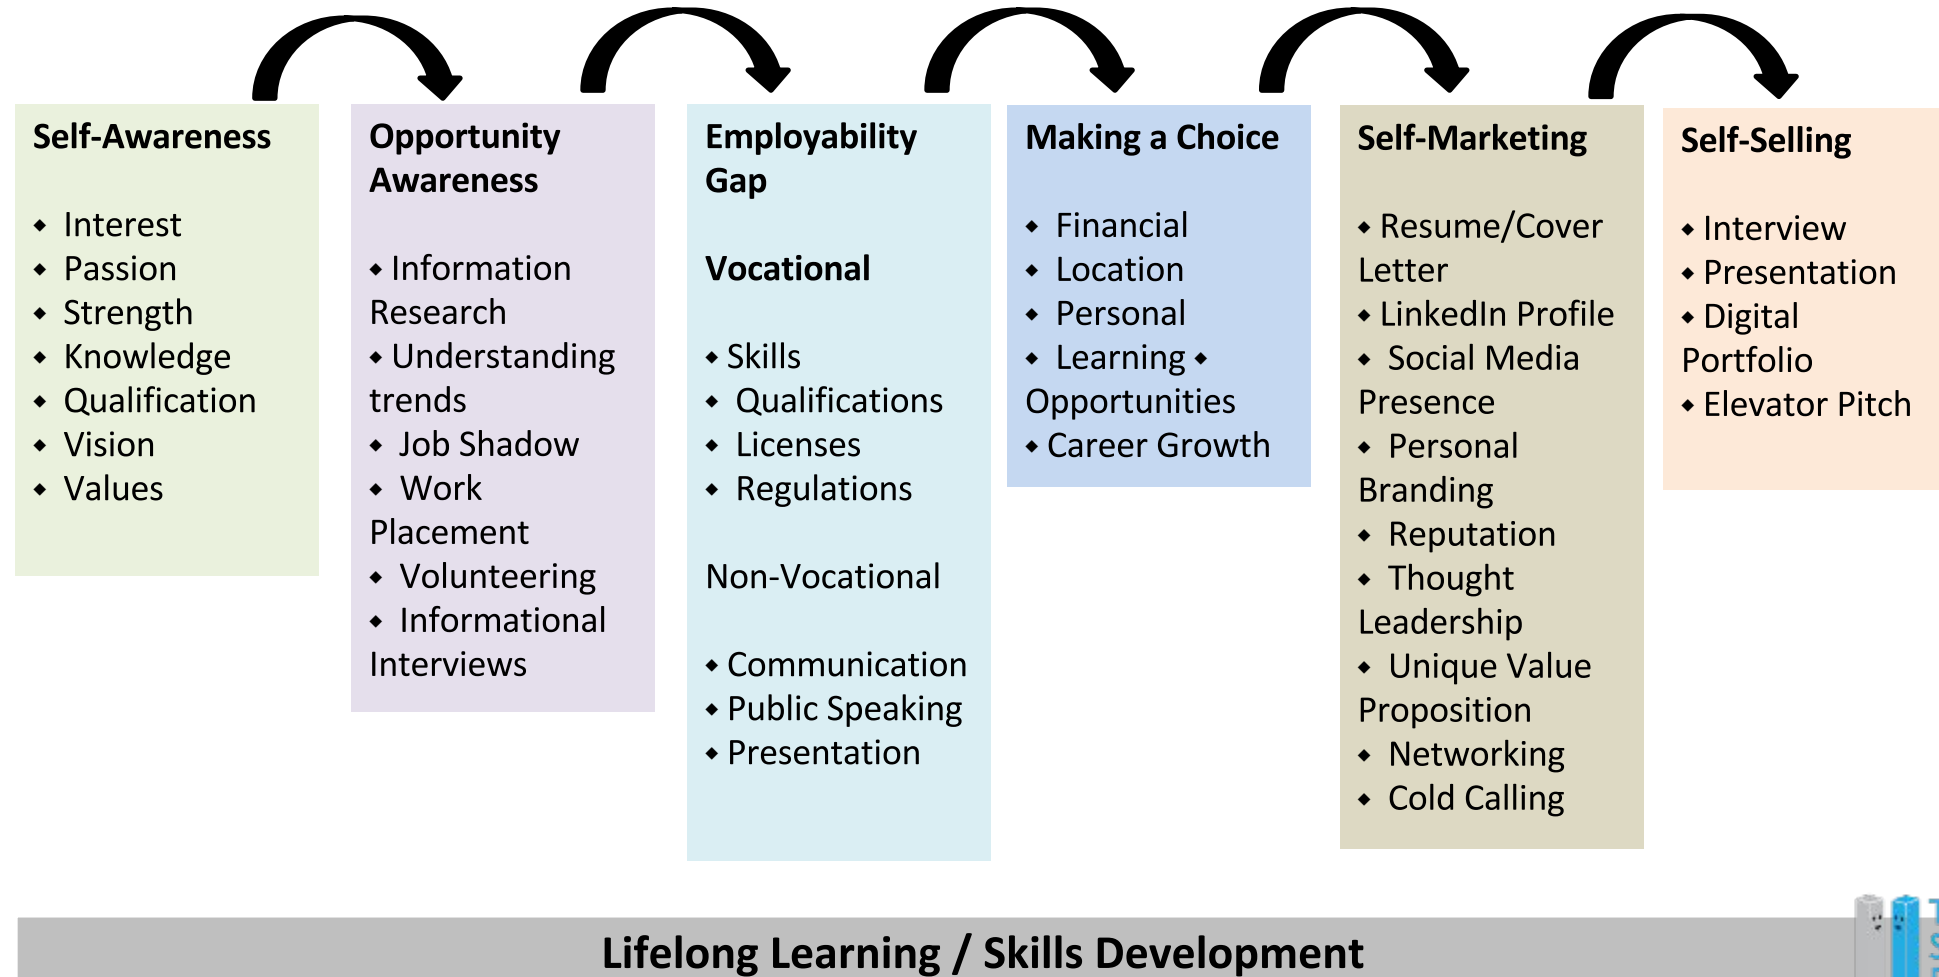 Self-Awareness
◆ Interest
◆ Passion
◆ Strength
◆ Knowledge
◆ Qualification
◆ Vision
◆ Values
Opportunity
Awareness
◆ Information
Research
◆ Understanding
trends
◆ Job Shadow
◆ Work
Placement
◆ Volunteering
◆ Informational
Interviews
Employability
Gap
Vocational
◆ Skills
◆ Qualifications
◆ Licenses
◆ Regulations
Non-Vocational
◆ Communication
◆ Public Speaking
◆ Presentation
Making a Choice
◆ Financial
◆ Location
◆ Personal
◆ Learning ◆
Opportunities
◆ Career Growth
Self-Marketing
◆ Resume/Cover
Letter
◆ LinkedIn Profile
◆ Social Media
Presence
◆ Personal
Branding
◆ Reputation
◆ Thought
Leadership
◆ Unique Value
Proposition
◆ Networking
◆ Cold Calling
Self-Selling
◆ Interview
◆ Presentation
◆ Digital
Portfolio
◆ Elevator Pitch
Lifelong Learning / Skills Development